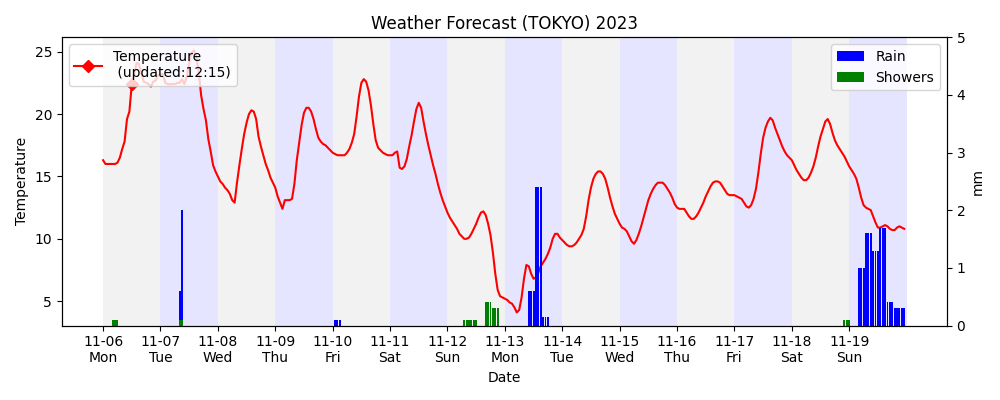 Weather Forecast (TOKYO) 2023
Temperature
(updated:12:15)
Rain
Showers
25
20
15
10
5
Temperature
5
4
3
2
1
0
mm
11-06 11-07 11-08 11-09 11-10 11-11 11-12 11-13 11-14 11-15 11-16 11-17 11-18 11-19
Mon Tue Wed Thu Fri Sat Sun Mon Tue Wed Thu Fri Sat Sun
Date